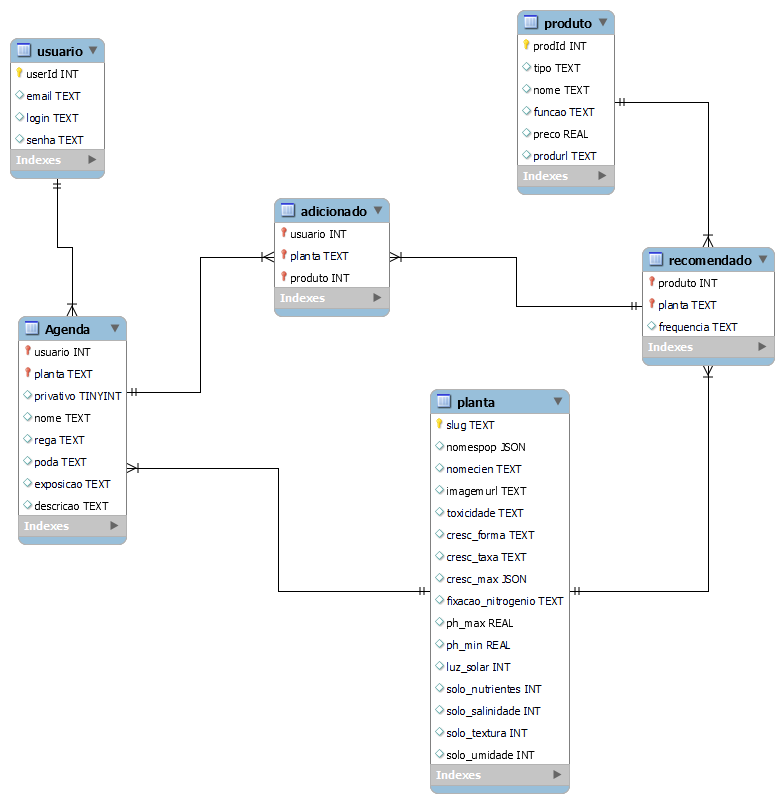 usuario
userId INT
email TEXT
login TEXT
senha TEXT
Indexes
produto
prodId INT
tipo TEXT
nome TEXT
funcao TEXT
preco REAL
produrl TEXT
Indexes
adicionado
usuario INT
planta TEXT
produto INT
Indexes
recomendado
produto INT
planta TEXT
frequencia TEXT
Indexes
Agenda
usuario INT
planta TEXT
privativo TINYINT
nome TEXT
rega TEXT
poda TEXT
exposicao TEXT
descricao TEXT
Indexes
planta
slug TEXT
nomespop JSON
nomecien TEXT
imagemurl TEXT
toxicidade TEXT
cresc_forma TEXT
cresc_taxa TEXT
cresc_max JSON
fixacao_nitrogenio TEXT
ph_max REAL
ph_min REAL
luz_solar INT
solo_nutrientes INT
solo_salinidade INT
solo_textura INT
solo_umidade INT
Indexes